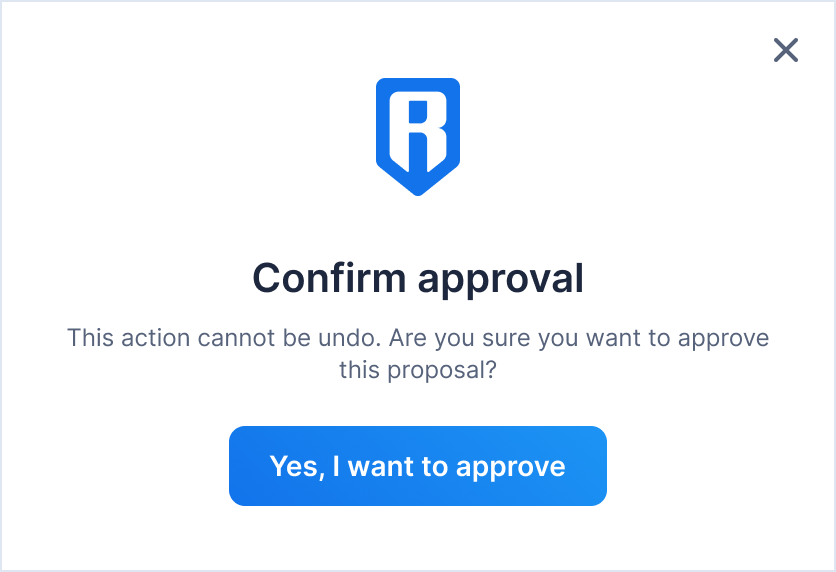 R
Confirm approval
This action cannot be undo. Are you sure you want to approve
this proposal?
Yes, I want to approve